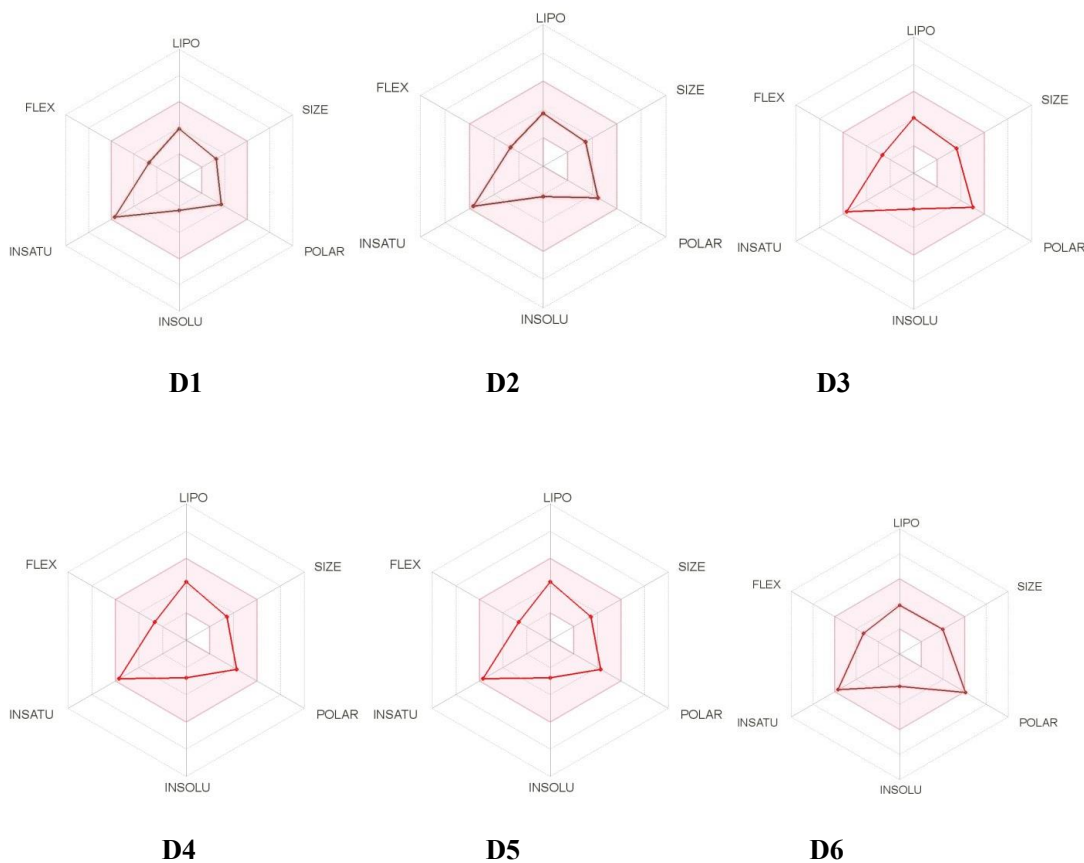 LIPO
FLEX
SIZE
INSATU
POLAR
INSOLU
D1
LIPO
FLEX
SIZE
INSATU
POLAR
INSOLU
D2
LIPO
FLEX
SIZE
INSATU
POLAR
INSOLU
D3
LIPO
FLEX
SIZE
INSATU
POLAR
INSOLU
D4
LIPO
FLEX
SIZE
INSATU
POLAR
INSOLU
D5
LIPO
FLEX
SIZE
INSATU
POLAR
INSOLU
D6